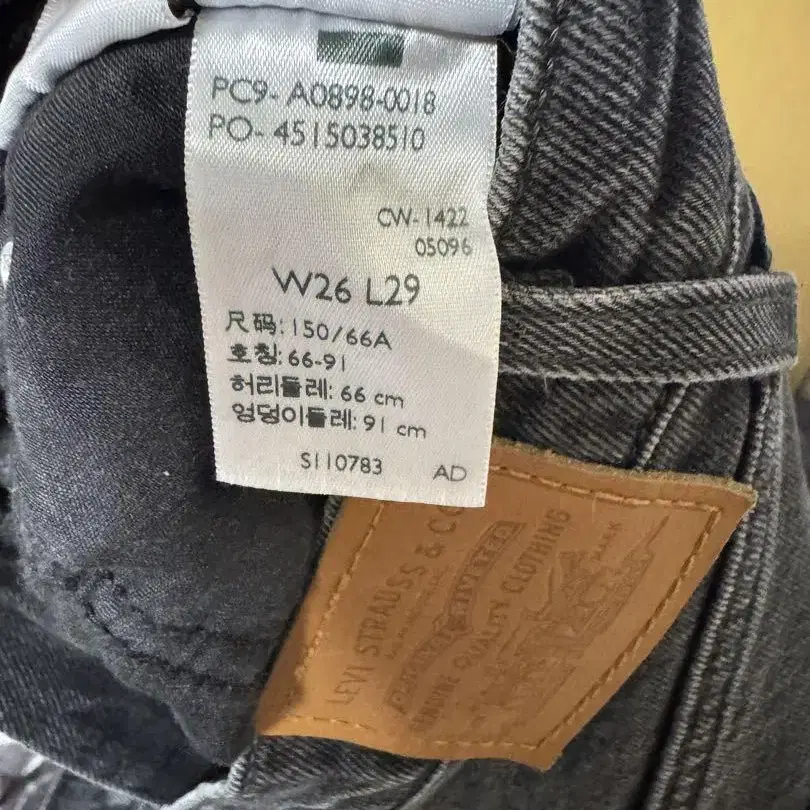 PC9- A0898-0018
PO- 4515038510
CW-1422
05096
W26 L29
尺码:150/66A
호칭:66-91
허리둘레: 66 cm
엉덩이둘레: 91 cm
S110783 AD
LEVI STRAUSS & CO
QUALITY CLOTHING
MARK